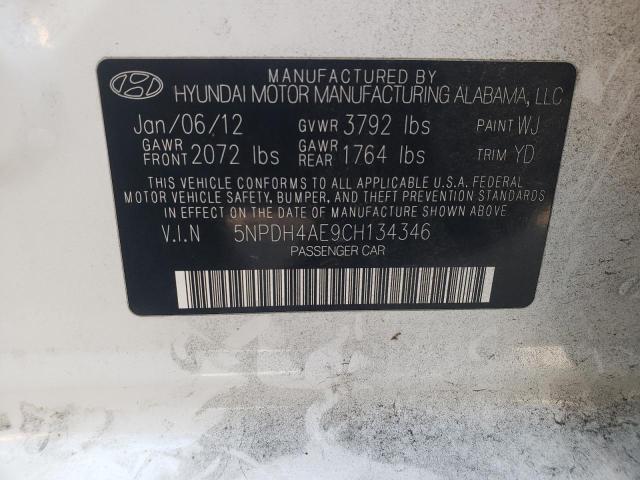 MANUFACTURED BY
HYUNDAI MOTOR MANUFACTURING ALABAMA, LLC
Jan/06/12 GVWR 3792 lbs PAINT WJ
GAWR FRONT 2072 lbs GAWR REAR 1764 lbs TRIM YD
THIS VEHICLE CONFORMS TO ALL APPLICABLE U.S.A. FEDERAL
MOTOR VEHICLE SAFETY, BUMPER, AND THEFT PREVENTION STANDARDS
IN EFFECT ON THE DATE OF MANUFACTURE SHOWN ABOVE
V.I.N 5NPDH4AE9CH134346
PASSENGER CAR